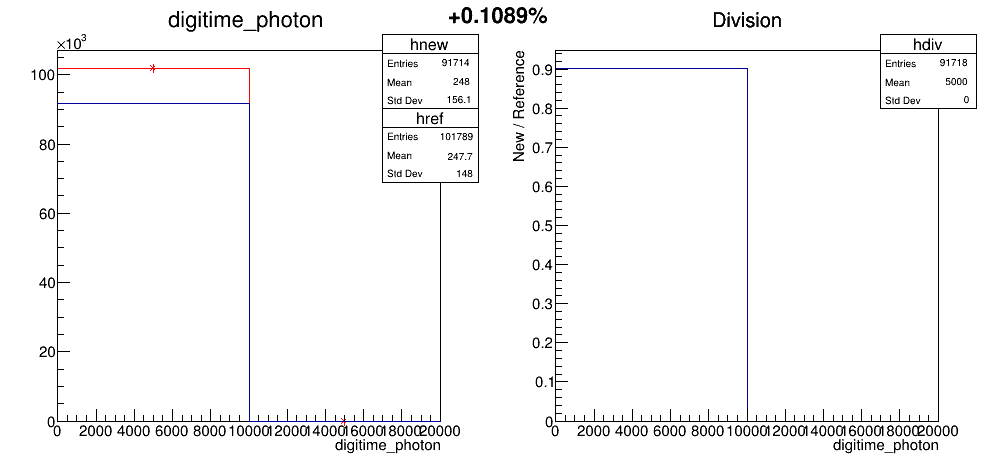 digitime_photon
+0.1089%
Division
×10³
hnew
Entries 91714
Mean 248
Std Dev 156.1
href
Entries 101789
Mean 247.7
Std Dev 148
100
80
60
40
20
0
0 2000 4000 6000 8000 10000 12000 14000 16000 18000 20000
digitime_photon
hdiv
Entries 91718
Mean 5000
Std Dev 0
New / Reference
0.9
0.8
0.7
0.6
0.5
0.4
0.3
0.2
0.1
0
0 2000 4000 6000 8000 10000 12000 14000 16000 18000 20000
digitime_photon